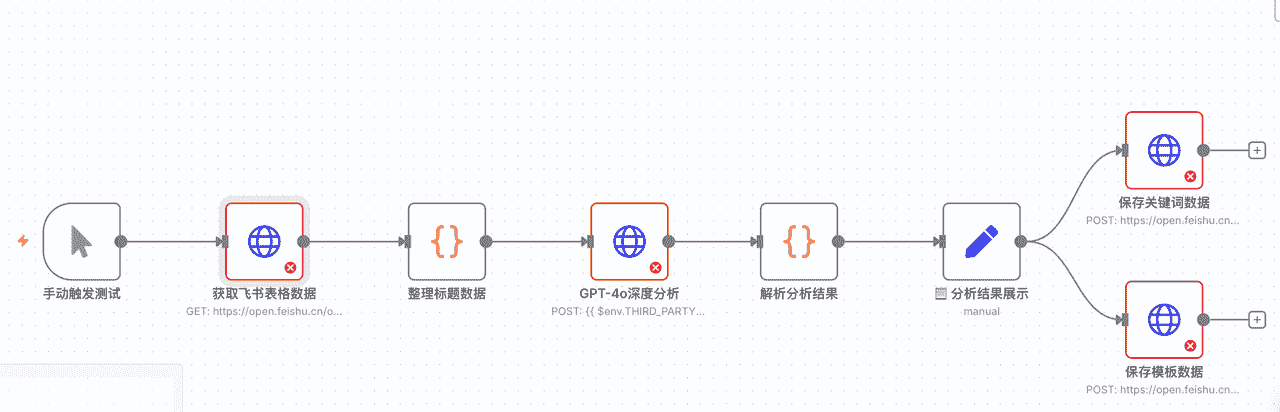 手动触发测试
获取飞书表格数据
GET: https://open.feishu.cn/o...
整理标题数据
GPT-4o深度分析
POST: {{ $env.THIRD_PARTY...
解析分析结果
分析结果展示
manual
保存关键词数据
POST: https://open.feishu.cn...
保存模板数据
POST: https://open.feishu.cn...